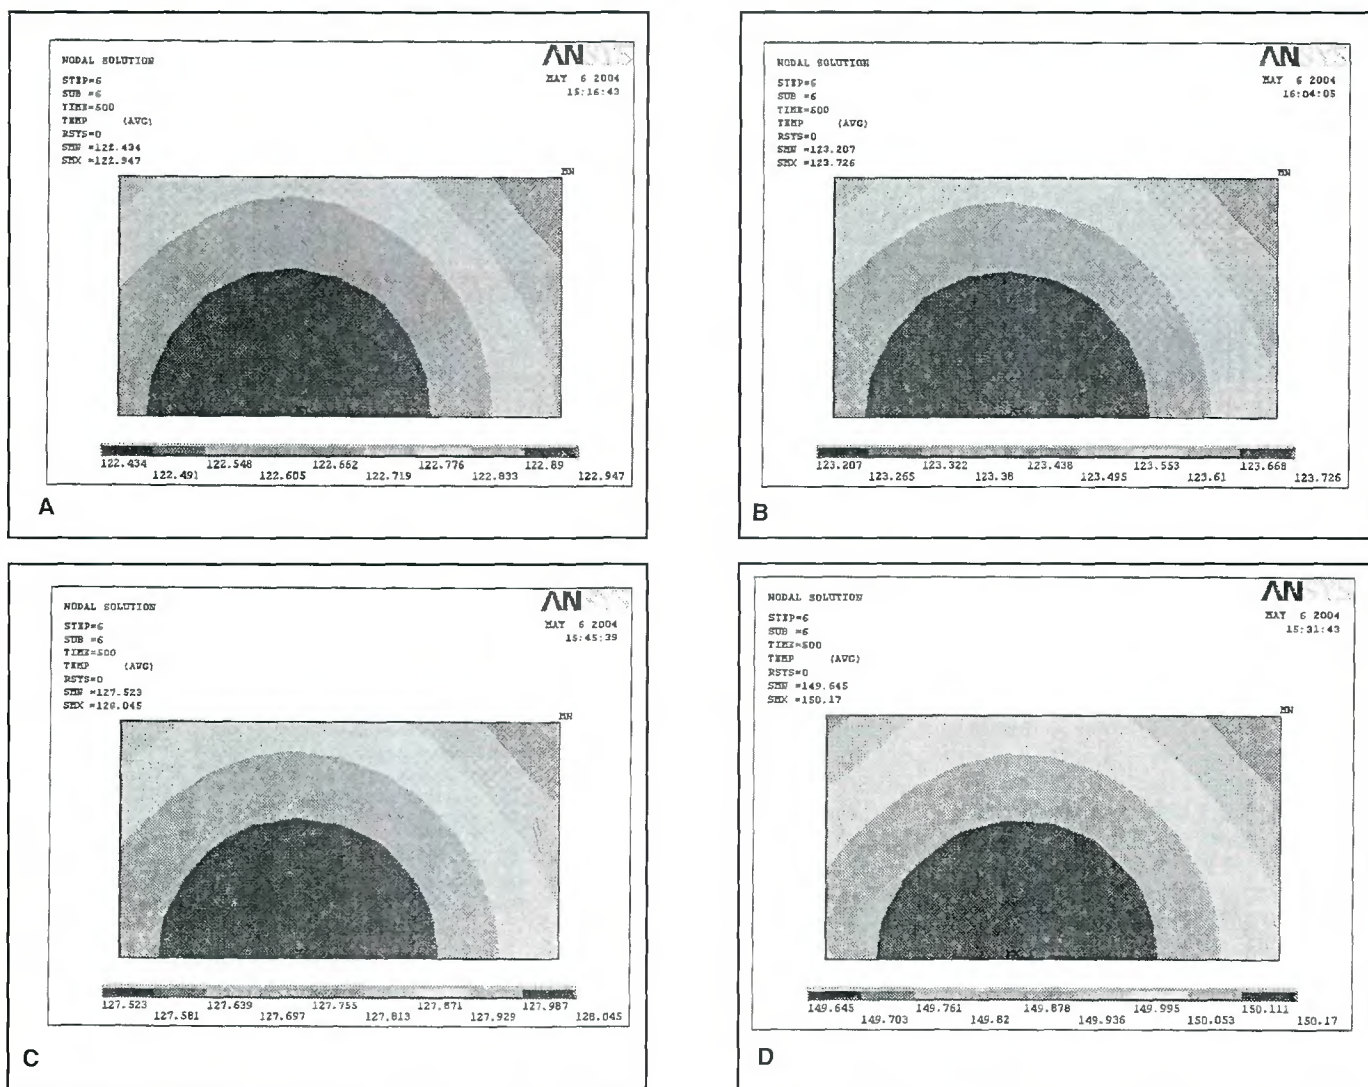 NODAL SOLUTION
STEP=6
SUB =6
TIME=500
TEMP (AVG)
RSYS=0
SMN =122.434
SMX =122.947
ANSYS
MAY 6 2004
15:16:43
MN
122.434 122.548 122.662 122.776 122.89
122.491 122.605 122.719 122.833 122.947
A
NODAL SOLUTION
STEP=6
SUB =6
TIME=500
TEMP (AVG)
RSYS=0
SMN =123.207
SMX =123.726
ANSYS
MAY 6 2004
16:04:05
MN
123.207 123.322 123.438 123.553 123.668
123.265 123.38 123.495 123.61 123.726
B
NODAL SOLUTION
STEP=6
SUB =6
TIME=500
TEMP (AVG)
RSYS=0
SMN =127.523
SMX =128.045
ANSYS
MAY 6 2004
15:45:39
MN
127.523 127.639 127.755 127.871 127.987
127.581 127.697 127.813 127.929 128.045
C
NODAL SOLUTION
STEP=6
SUB =6
TIME=500
TEMP (AVG)
RSYS=0
SMN =149.645
SMX =150.17
ANSYS
MAY 6 2004
15:31:43
MN
149.645 149.761 149.878 149.995 150.111
149.703 149.82 149.936 150.053 150.17
D